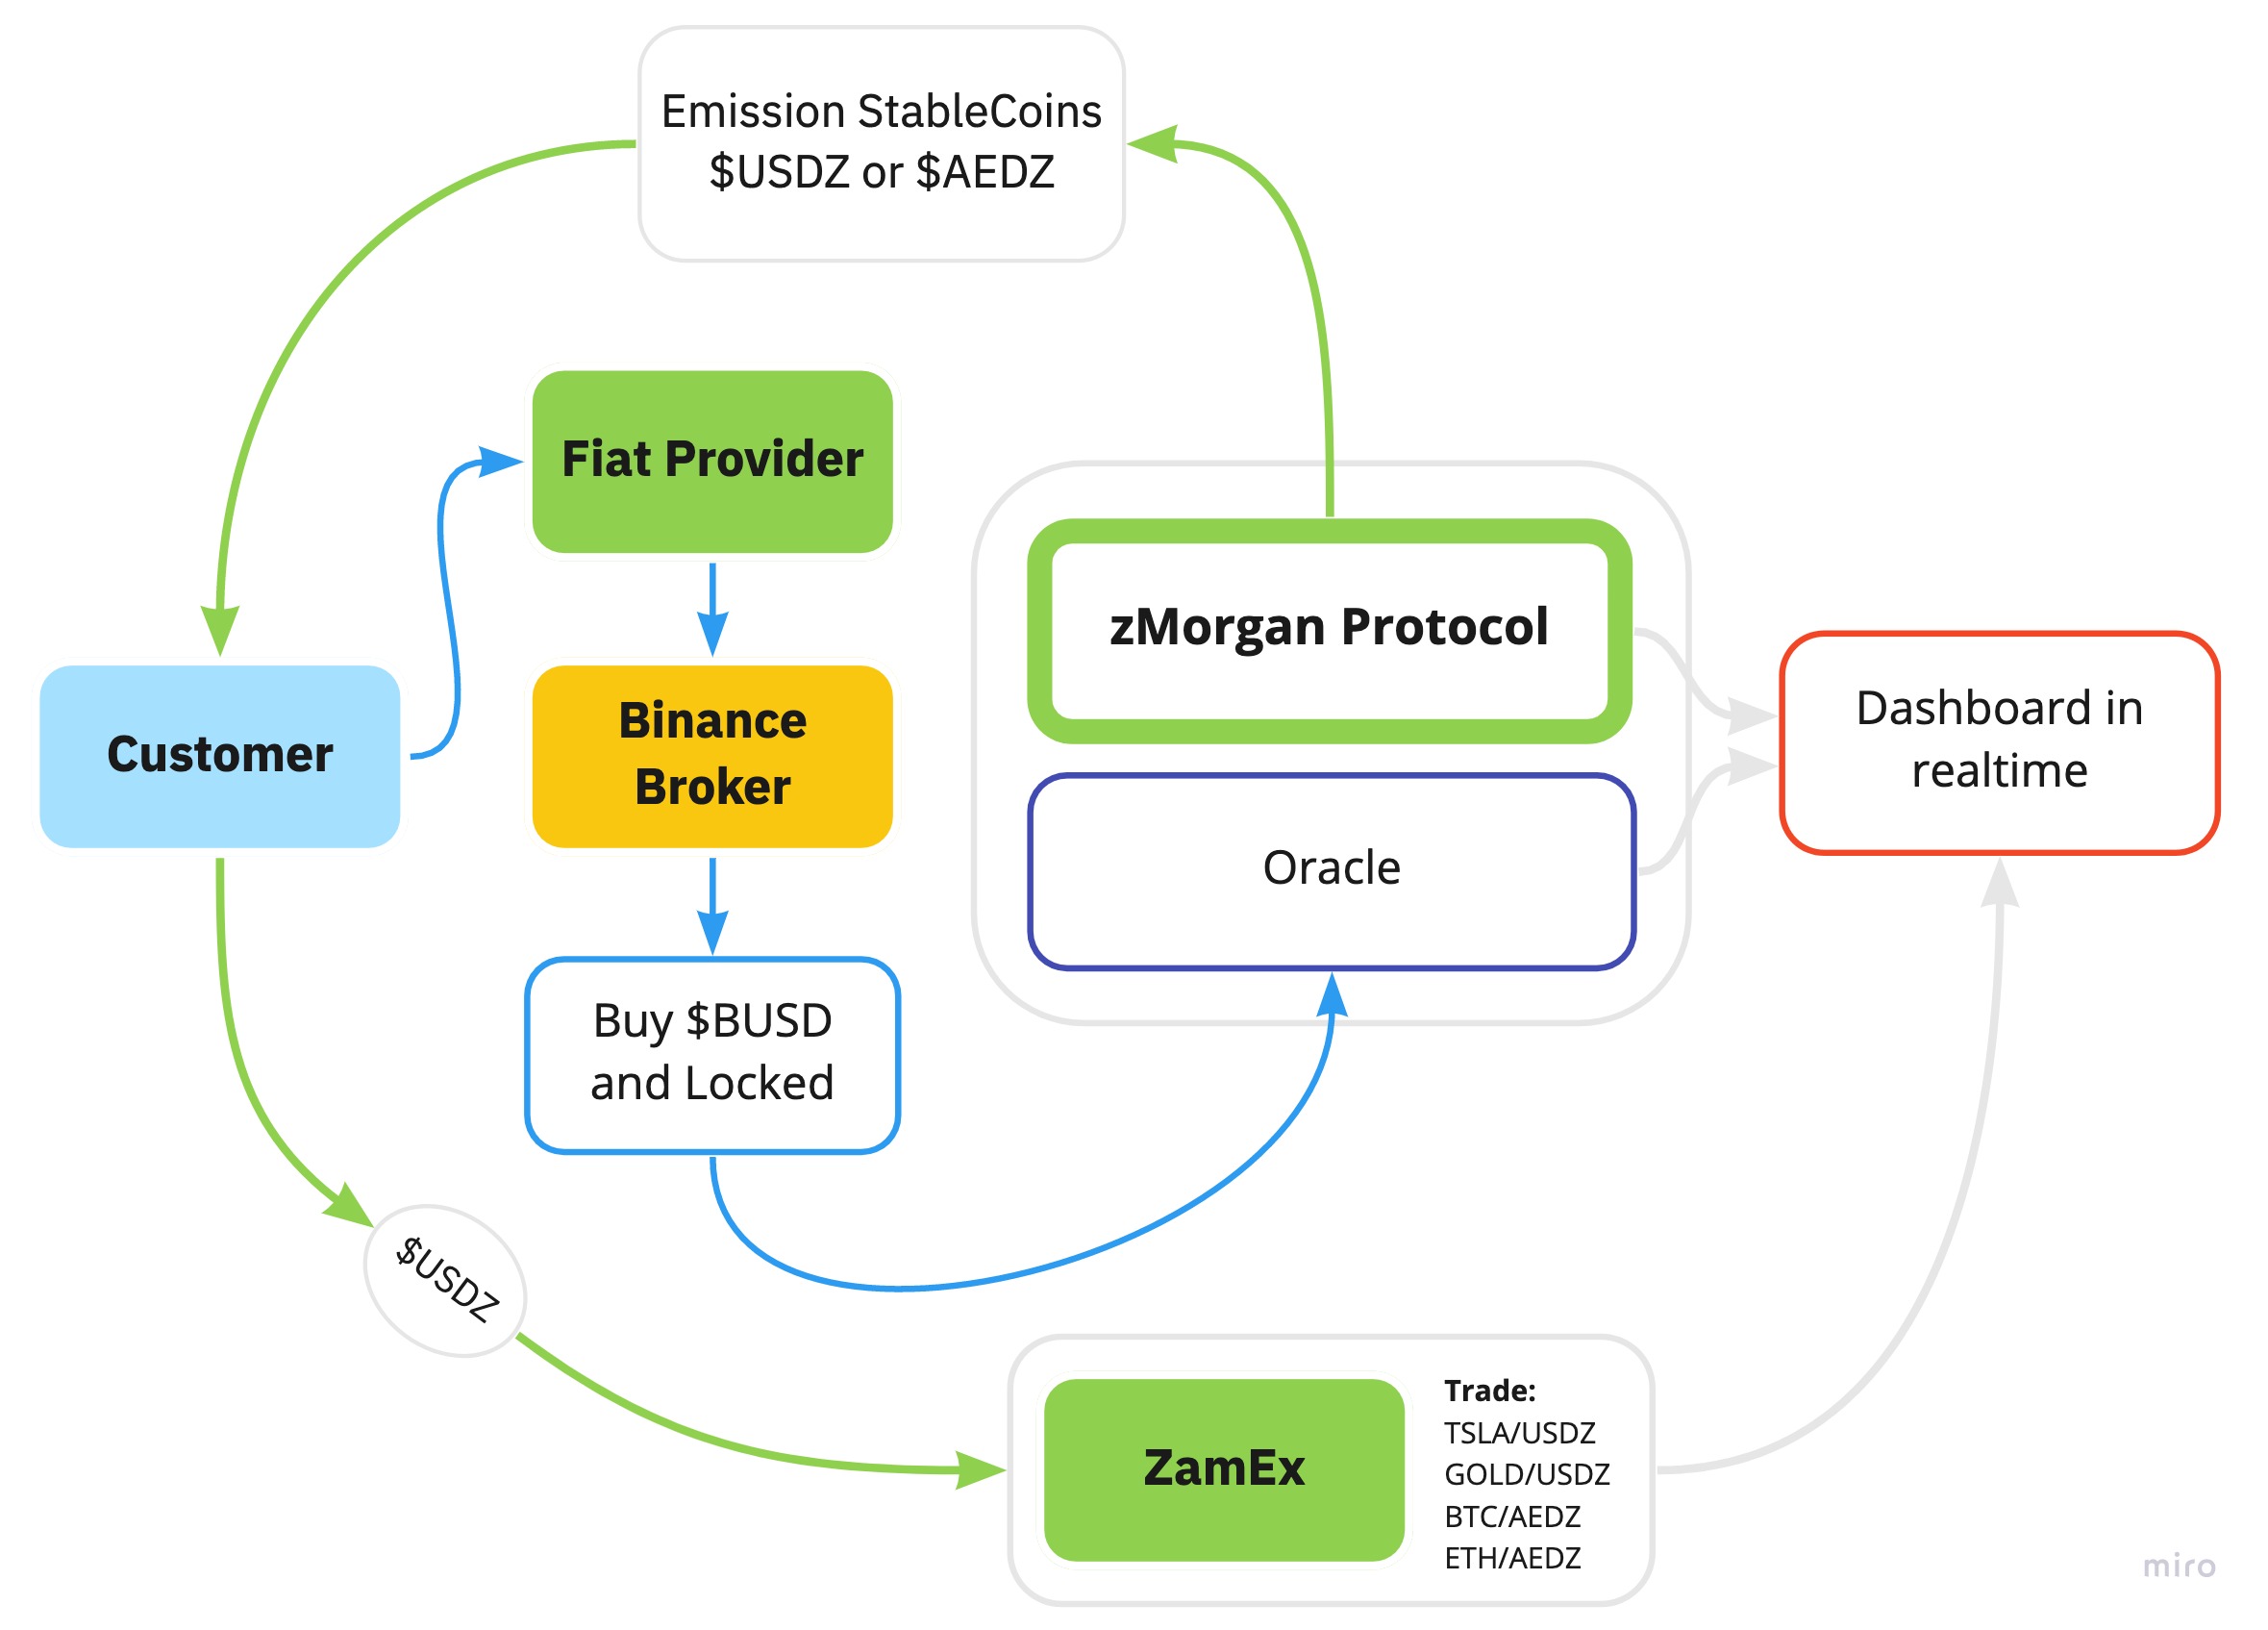 Emission StableCoins
$USDZ or $AEDZ
Fiat Provider
Customer
Binance
Broker
Buy $BUSD
and Locked
zMorgan Protocol
Oracle
Dashboard in
realtime
$USDZ
ZamEx
Trade:
TSLA/USDZ
GOLD/USDZ
BTC/AEDZ
ETH/AEDZ
miro